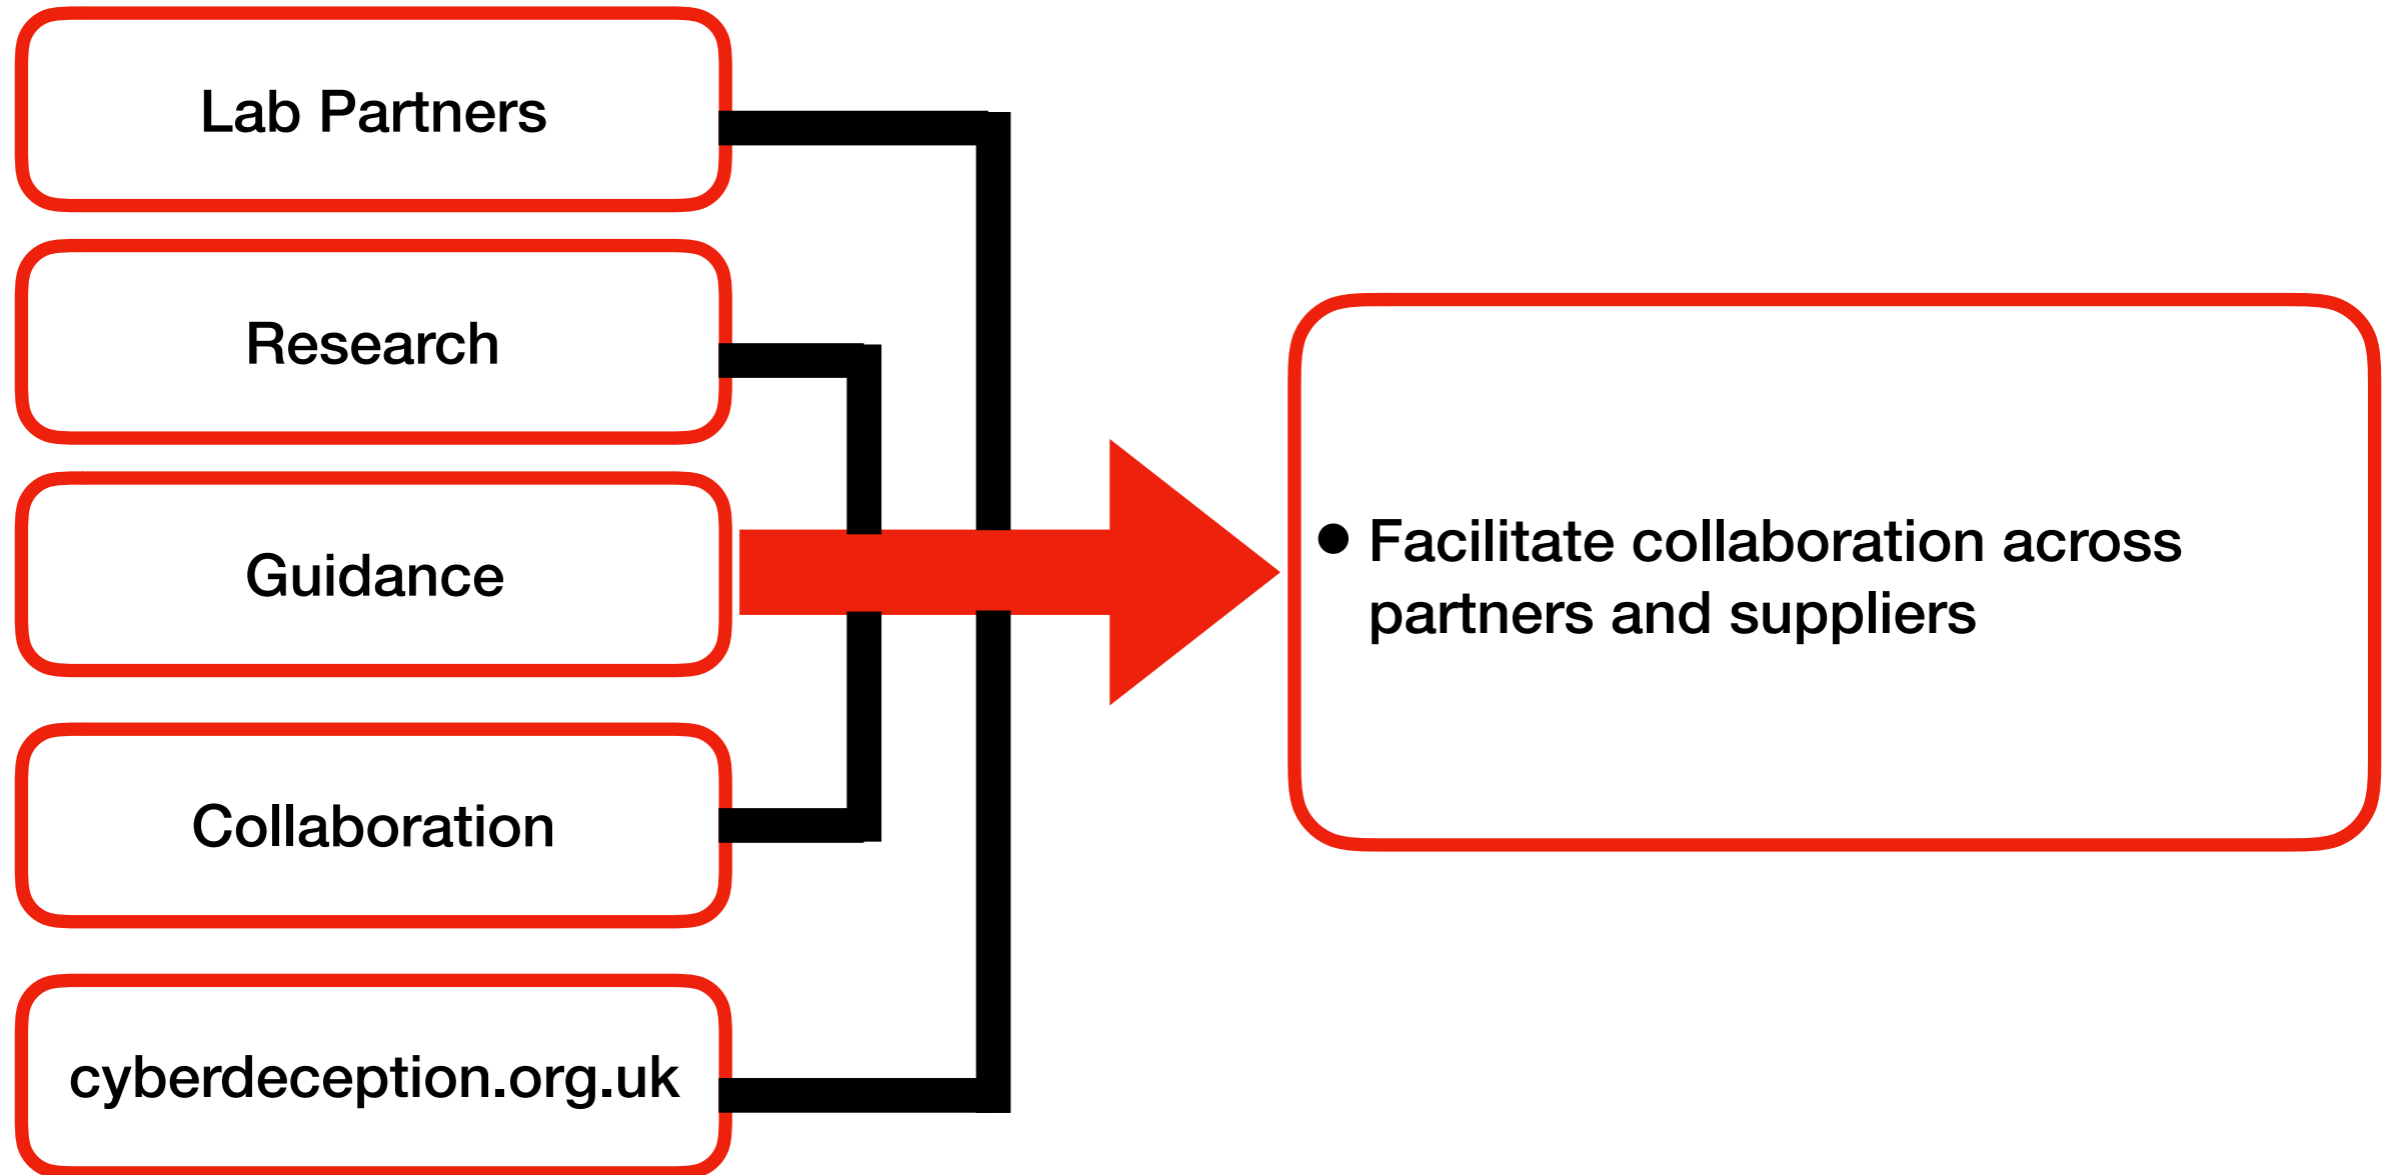 Lab Partners
Research
Guidance
Collaboration
cyberdeception.org.uk
● Facilitate collaboration across
partners and suppliers